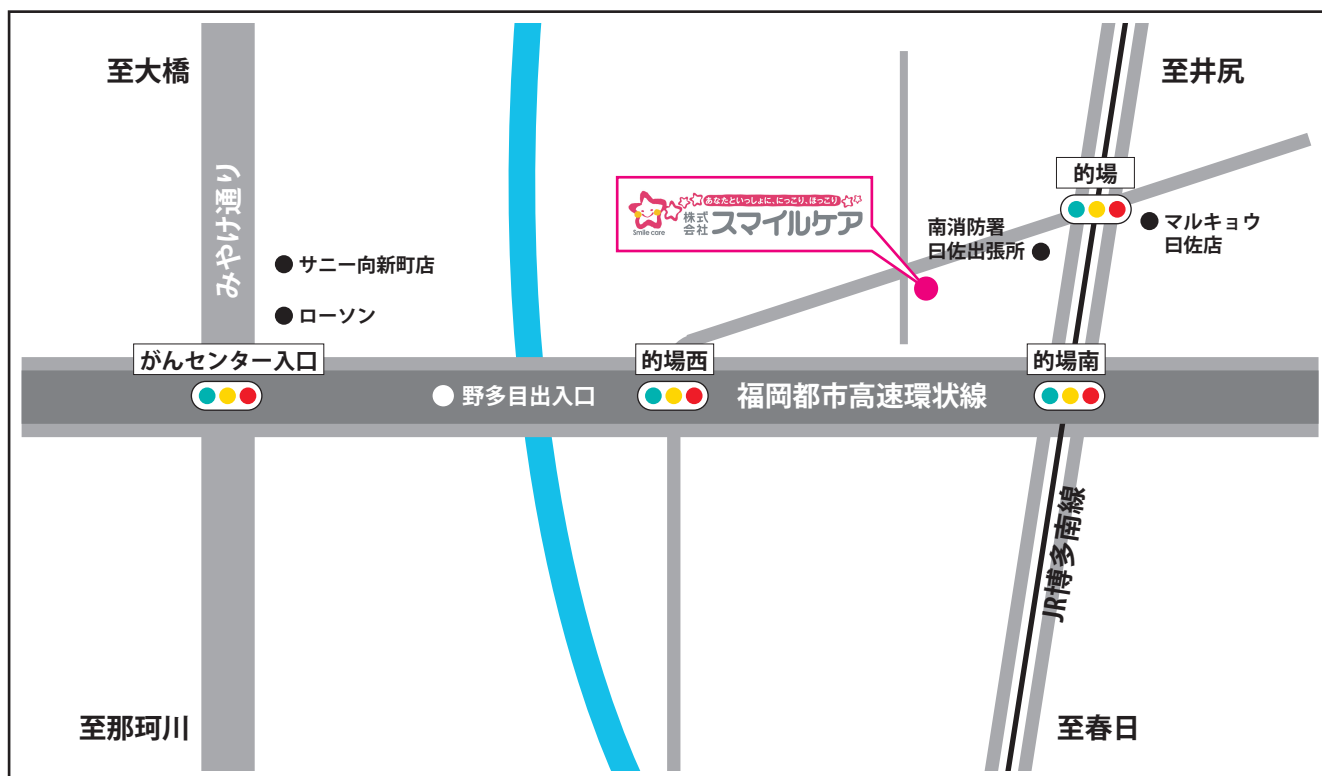 至大橋
至井尻
みやけ通り
的場
あなたといっしょに、にっこり、ほっこり
株式
会社
スマイルケア
Smile care
南消防署
曰佐出張所
マルキョウ
曰佐店
サニー向新町店
ローソン
がんセンター入口
的場西
的場南
野多目出入口
福岡都市高速環状線
JR博多南線
至那珂川
至春日